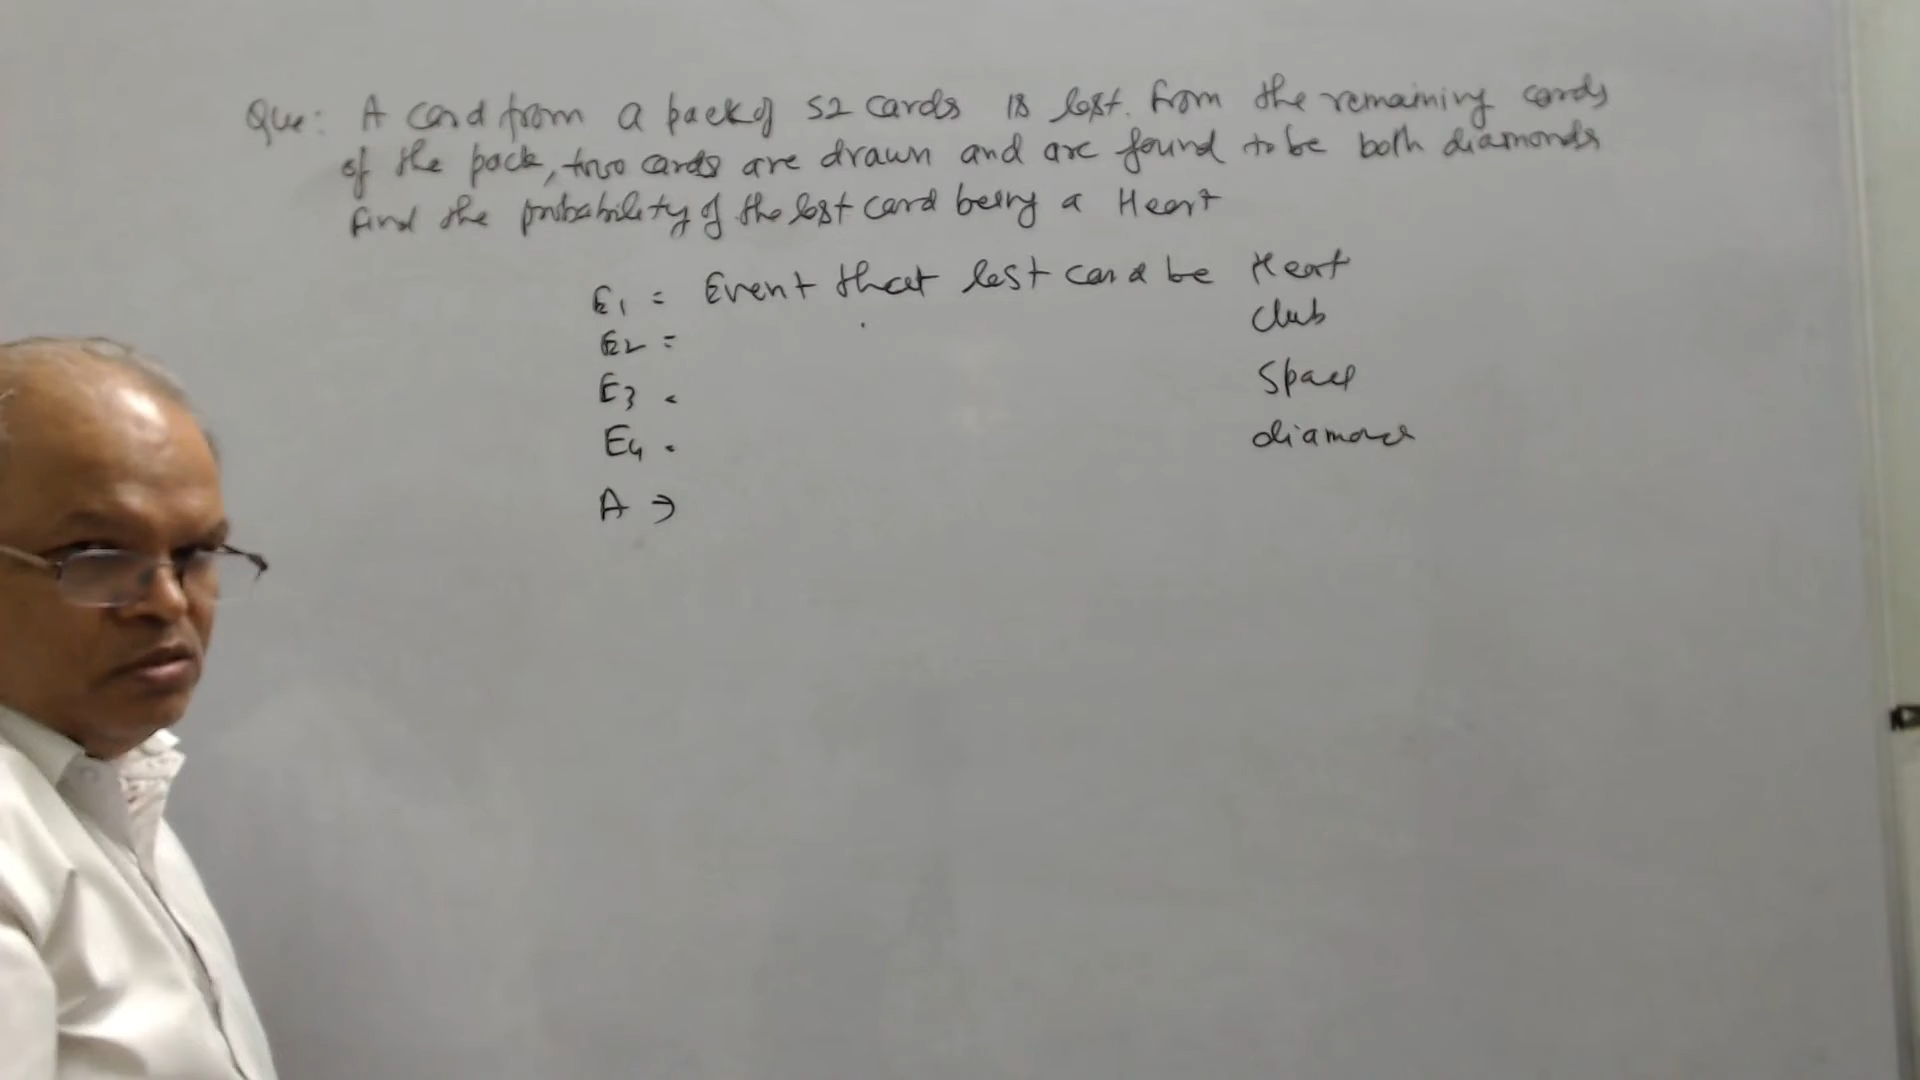 Que: A card from a pack of 52 cards is lost. From the remaining cards
of the pack, two cards are drawn and are found to be both diamonds
Find the probability of the lost card being a Heart
E1 = Event that lost card be Heart
E2 = Club
E3 =
E4 = diamond
A →